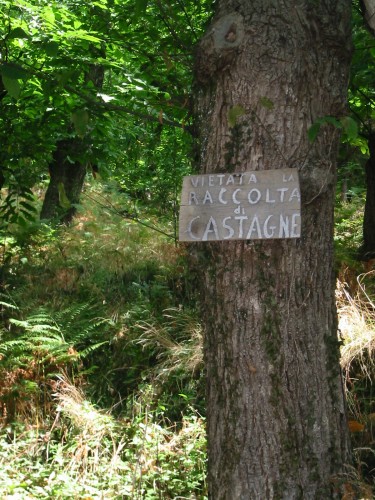 VIETATA LA
RACCOLTA
di
CASTAGNE